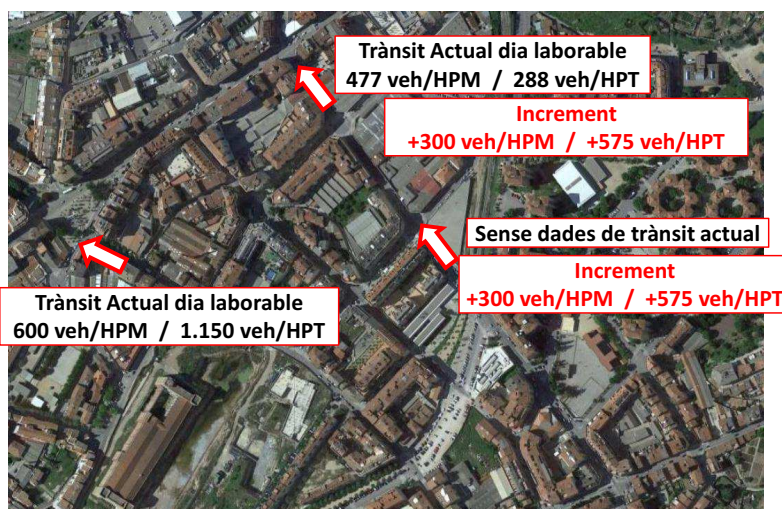 Trànsit Actual dia laborable
477 veh/HPM / 288 veh/HPT
Increment
+300 veh/HPM / +575 veh/HPT
Sense dades de trànsit actual
Increment
+300 veh/HPM / +575 veh/HPT
Trànsit Actual dia laborable
600 veh/HPM / 1.150 veh/HPT